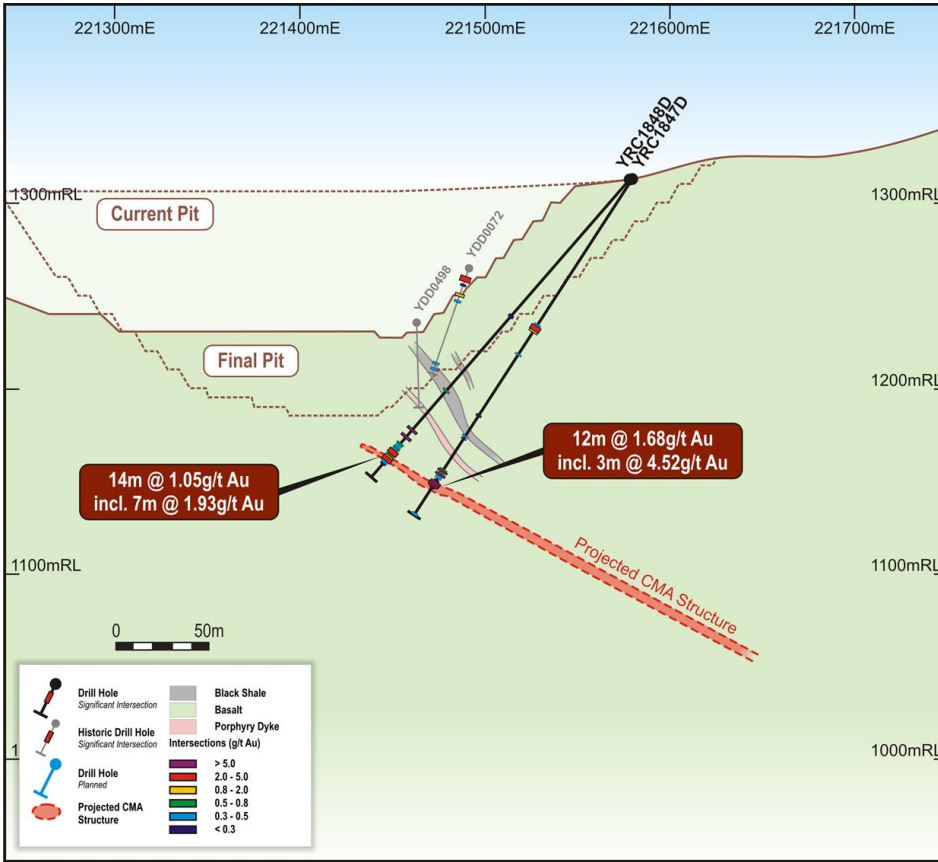 221300mE 221400mE 221500mE 221600mE 221700mE
YRC1848D
YRC1847D
1300mRL 1300mRL
Current Pit
YDD0072
YDD0498
Final Pit
1200mRL
12m @ 1.68g/t Au
incl. 3m @ 4.52g/t Au
14m @ 1.05g/t Au
incl. 7m @ 1.93g/t Au
Projected CMA Structure
1100mRL 1100mRL
0 50m
1000mRL
Drill Hole
Significant Intersection
Historic Drill Hole
Significant Intersection
Drill Hole
Planned
Projected CMA
Structure
Black Shale
Basalt
Porphyry Dyke
Intersections (g/t Au)
> 5.0
2.0 - 5.0
0.8 - 2.0
0.5 - 0.8
0.3 - 0.5
< 0.3